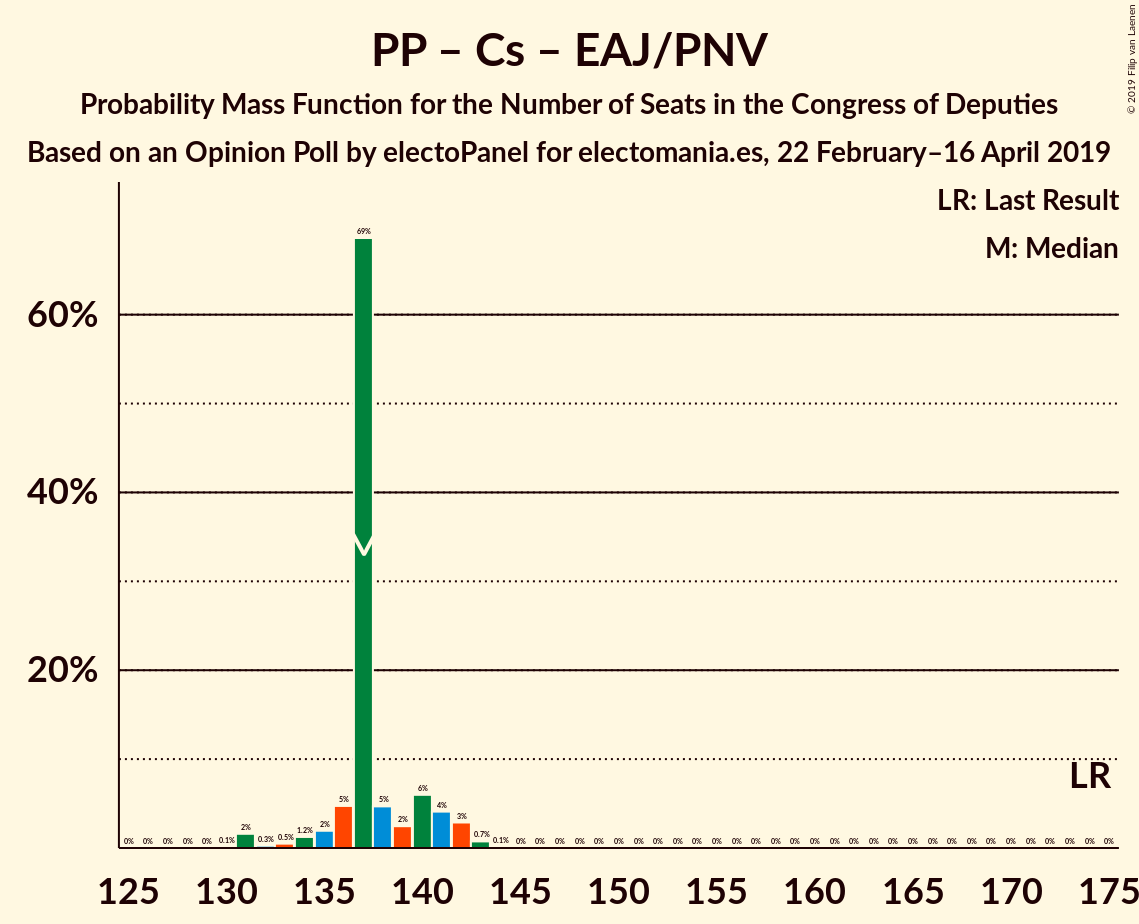 © 2019 Filip van Laenen
PP – Cs – EAJ/PNV
Probability Mass Function for the Number of Seats in the Congress of Deputies
Based on an Opinion Poll by electoPanel for electomania.es, 22 February–16 April 2019
LR: Last Result
M: Median
69%
60%
40%
20%
LR
0% 0% 0% 0% 0% 0.1% 2% 0.3% 0.5% 1.2% 2% 5% 5% 2% 6% 4% 3% 0.7% 0.1% 0% 0% 0% 0% 0% 0% 0% 0% 0% 0% 0% 0% 0% 0% 0% 0% 0% 0% 0% 0% 0% 0% 0% 0% 0% 0% 0% 0% 0% 0% 0%
125 130 135 140 145 150 155 160 165 170 175